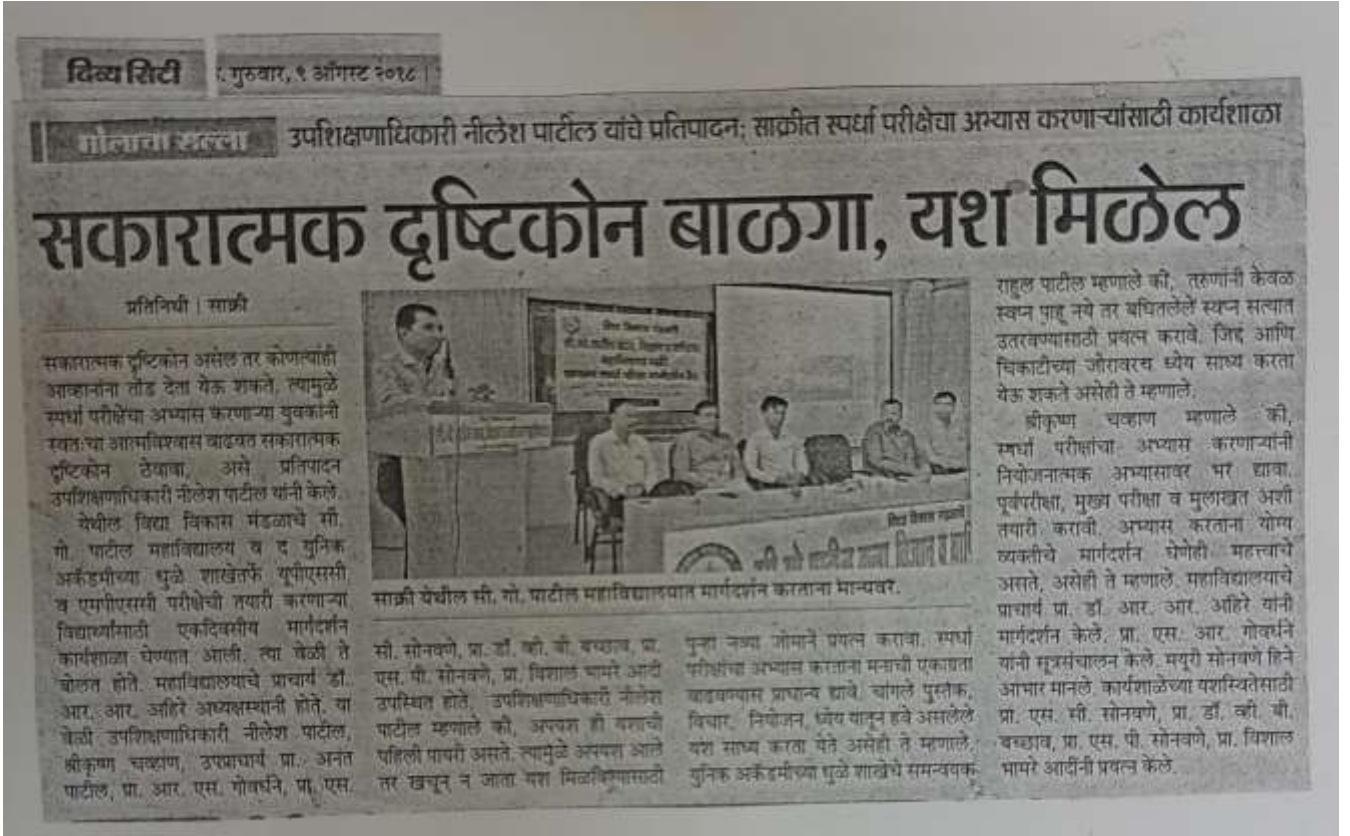 दिव्य सिटी
गुरुवार, ९ ऑगस्ट २०१८
मोलाचा सल्ला
उपशिक्षणाधिकारी नीलेश पाटील यांचे प्रतिपादन; साक्रीत स्पर्धा परीक्षेचा अभ्यास करणाऱ्यांसाठी कार्यशाळा
सकारात्मक दृष्टिकोन बाळगा, यश मिळेल
प्रतिनिधी | साक्री
सकारात्मक दृष्टिकोन असेल तर कोणत्याही
आव्हानांना तोंड देता येऊ शकते. त्यामुळे
स्पर्धा परीक्षेचा अभ्यास करणाऱ्या युवकांनी
स्वत:चा आत्मविश्वास वाढवत सकारात्मक
दृष्टिकोन ठेवावा, असे प्रतिपादन
उपशिक्षणाधिकारी नीलेश पाटील यांनी केले.
येथील विद्या विकास मंडळाचे सी.
गो. पाटील महाविद्यालय व द युनिक
अकॅडमीच्या धुळे शाखेतर्फे यूपीएससी
व एमपीएससी परीक्षेची तयारी करणाऱ्या
विद्यार्थ्यांसाठी एकदिवसीय मार्गदर्शन
कार्यशाळा घेण्यात आली. त्या वेळी ते
बोलत होते. महाविद्यालयाचे प्राचार्य डॉ.
आर. आर. अहिरे अध्यक्षस्थानी होते. या
वेळी उपशिक्षणाधिकारी नीलेश पाटील,
श्रीकृष्ण चव्हाण, उपप्राचार्य प्रा. अनंत
पाटील, प्रा. आर. एस. गोवर्धने, प्रा. एस.
साक्री येथील सी. गो. पाटील महाविद्यालयात मार्गदर्शन करताना मान्यवर.
सी. सोनवणे, प्रा. डॉ. व्ही. बी. बच्छाव, प्रा.
एस. पी. सोनवणे, प्रा. विशाल भामरे आदी
उपस्थित होते. उपशिक्षणाधिकारी नीलेश
पाटील म्हणाले की, अपयश ही यशाची
पहिली पायरी असते. त्यामुळे अपयश आले
तर खचून न जाता यश मिळविण्यासाठी
पुन्हा नव्या जोमाने प्रयत्न करावा. स्पर्धा
परीक्षांचा अभ्यास करताना मनाची एकाग्रता
वाढवण्यास प्राधान्य द्यावे. चांगले पुस्तक,
विचार, नियोजन, ध्येय यातून हवे असलेले
यश साध्य करता येते असेही ते म्हणाले.
युनिक अकॅडमीच्या धुळे शाखेचे समन्वयक
राहुल पाटील म्हणाले की, तरुणांनी केवळ
स्वप्न पाहू नये तर बघितलेले स्वप्न सत्यात
उतरवण्यासाठी प्रयत्न करावे. जिद्द आणि
चिकाटीच्या जोरावरच ध्येय साध्य करता
येऊ शकते असेही ते म्हणाले.
श्रीकृष्ण चव्हाण म्हणाले की,
स्पर्धा परीक्षांचा अभ्यास करणाऱ्यांनी
नियोजनात्मक अभ्यासावर भर द्यावा.
पूर्वपरीक्षा, मुख्य परीक्षा व मुलाखत अशी
तयारी करावी. अभ्यास करताना योग्य
व्यक्तीचे मार्गदर्शन घेणेही महत्त्वाचे
असते, असेही ते म्हणाले. महाविद्यालयाचे
प्राचार्य प्रा. डॉ. आर. आर. अहिरे यांनी
मार्गदर्शन केले. प्रा. एस. आर. गोवर्धने
यांनी सूत्रसंचालन केले. मयुरी सोनवणे हिने
आभार मानले. कार्यशाळेच्या यशस्वितेसाठी
प्रा. एस. सी. सोनवणे, प्रा. डॉ. व्ही. बी.
बच्छाव, प्रा. एस. पी. सोनवणे, प्रा. विशाल
भामरे आदींनी प्रयत्न केले.